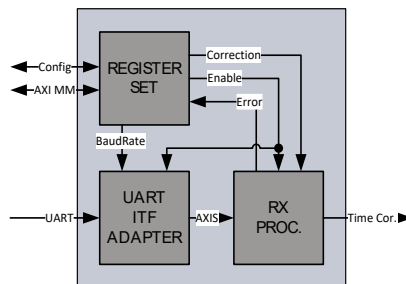 Correction
Config
REGISTER
SET
Enable
AXI MM
Error
BaudRate
UART
UART
ITF
ADAPTER
AXIS
RX
PROC.
Time Cor.